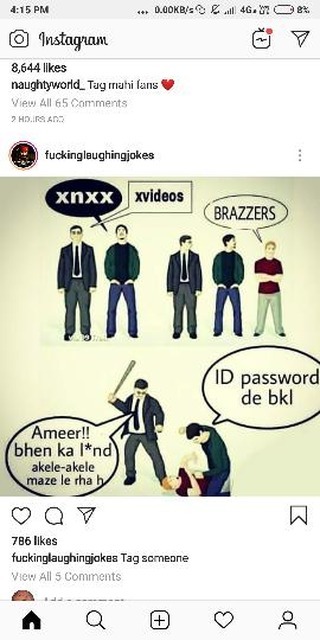 4:15 PM
... 0.00KB/s 4G 8%
Instagram
8,644 likes
naughtyworld_ Tag mahi fans ❤️
View All 65 Comments
2 HOURS AGO
fuckinglaughingjokes
xnxx
xvideos
BRAZZERS
ID password
de bkl
Ameer!!
bhen ka l*nd
akele-akele
maze le rha h
786 likes
fuckinglaughingjokes Tag someone
View All 5 Comments
Add a comment